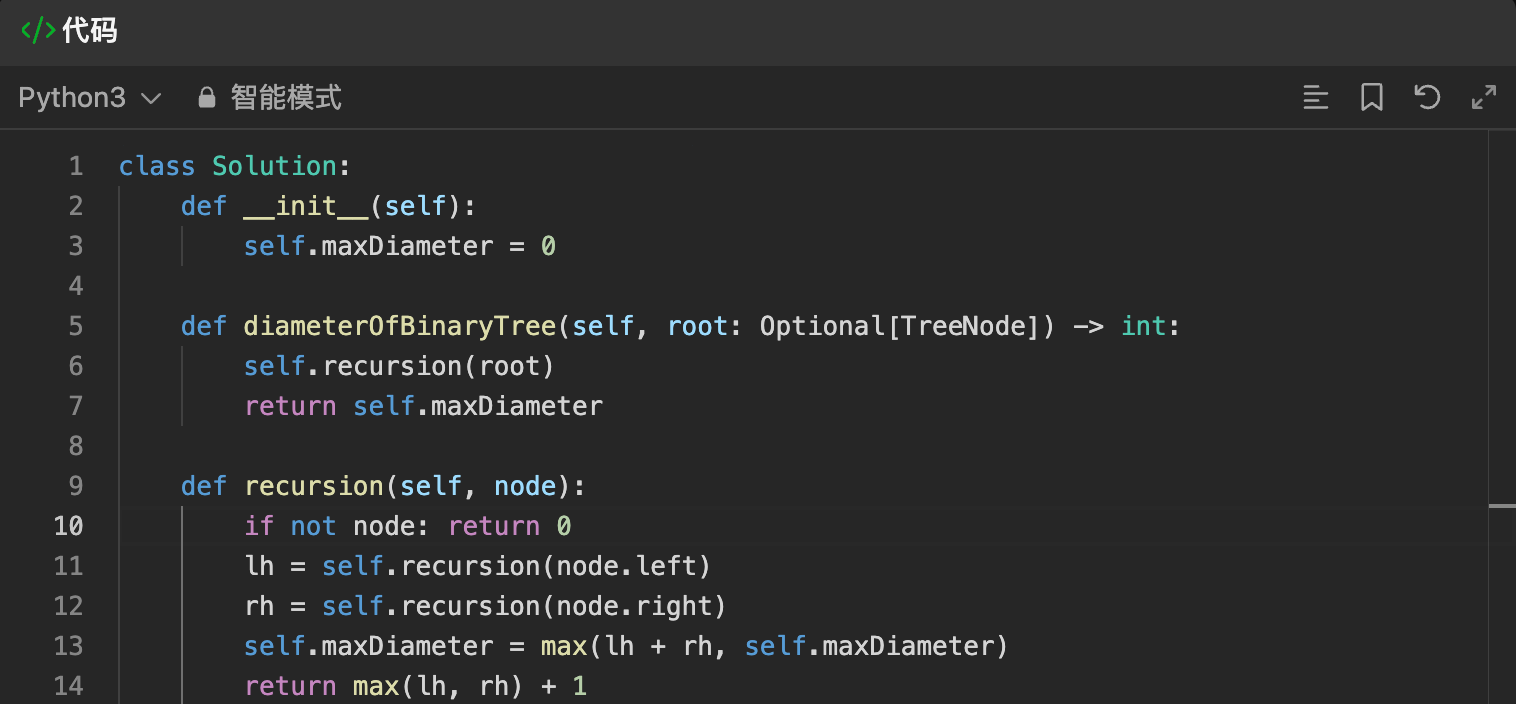 </> 代码
Python3 智能模式
1 class Solution:
2     def __init__(self):
3         self.maxDiameter = 0
4
5     def diameterOfBinaryTree(self, root: Optional[TreeNode]) -> int:
6         self.recursion(root)
7         return self.maxDiameter
8
9     def recursion(self, node):
10         if not node: return 0
11         lh = self.recursion(node.left)
12         rh = self.recursion(node.right)
13         self.maxDiameter = max(lh + rh, self.maxDiameter)
14         return max(lh, rh) + 1